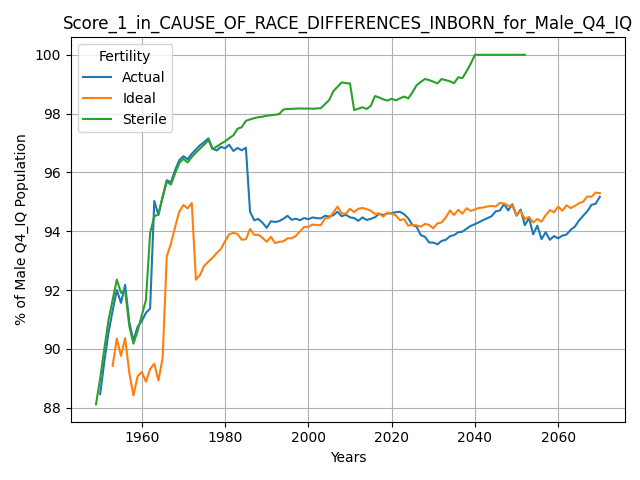 Score_1_in_CAUSE_OF_RACE_DIFFERENCES_INBORN_for_Male_Q4_IQ
Fertility
Actual
Ideal
Sterile
% of Male Q4_IQ Population
100
98
96
94
92
90
88
1960 1980 2000 2020 2040 2060
Years